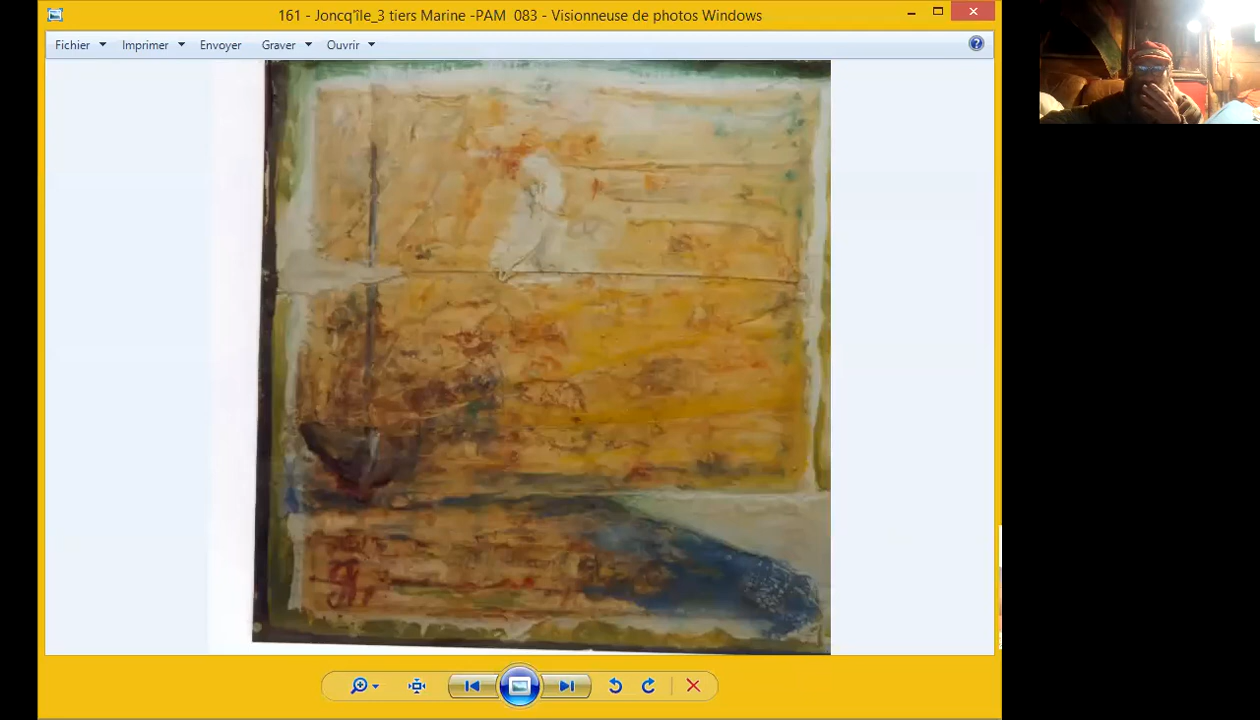 161 - Joncq'île_3 tiers Marine -PAM  083 - Visionneuse de photos Windows
Fichier Imprimer Envoyer Graver Ouvrir